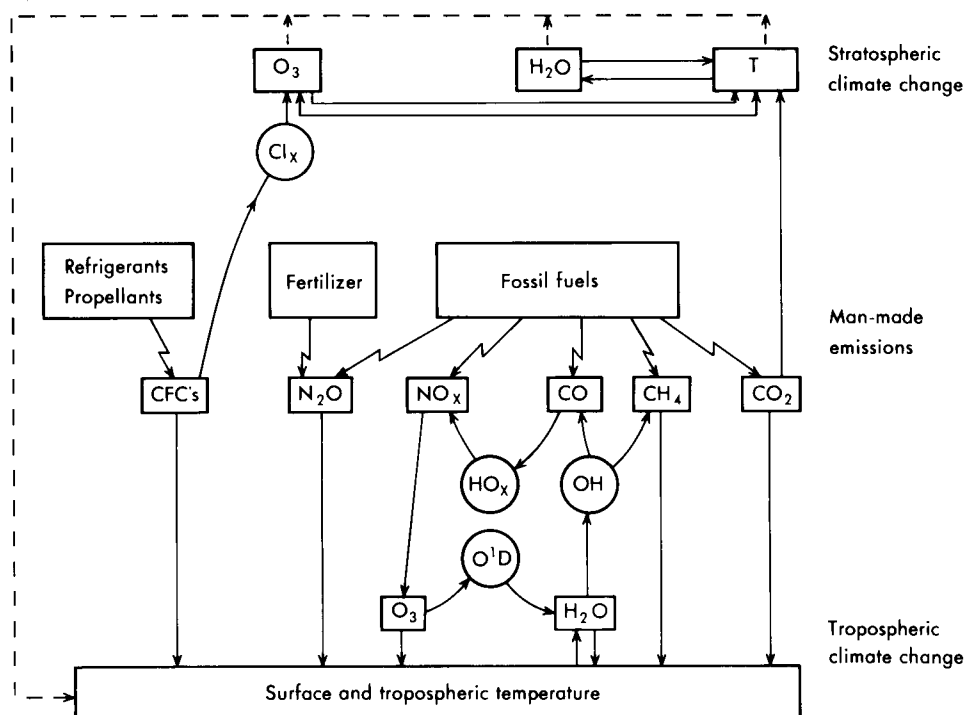 O₃
H₂O
T
Stratospheric
climate change
Clₓ
Refrigerants
Propellants
Fertilizer
Fossil fuels
Man-made
emissions
CFC's
N₂O
NOₓ
CO
CH₄
CO₂
HOₓ
OH
O¹D
O₃
H₂O
Tropospheric
climate change
Surface and tropospheric temperature